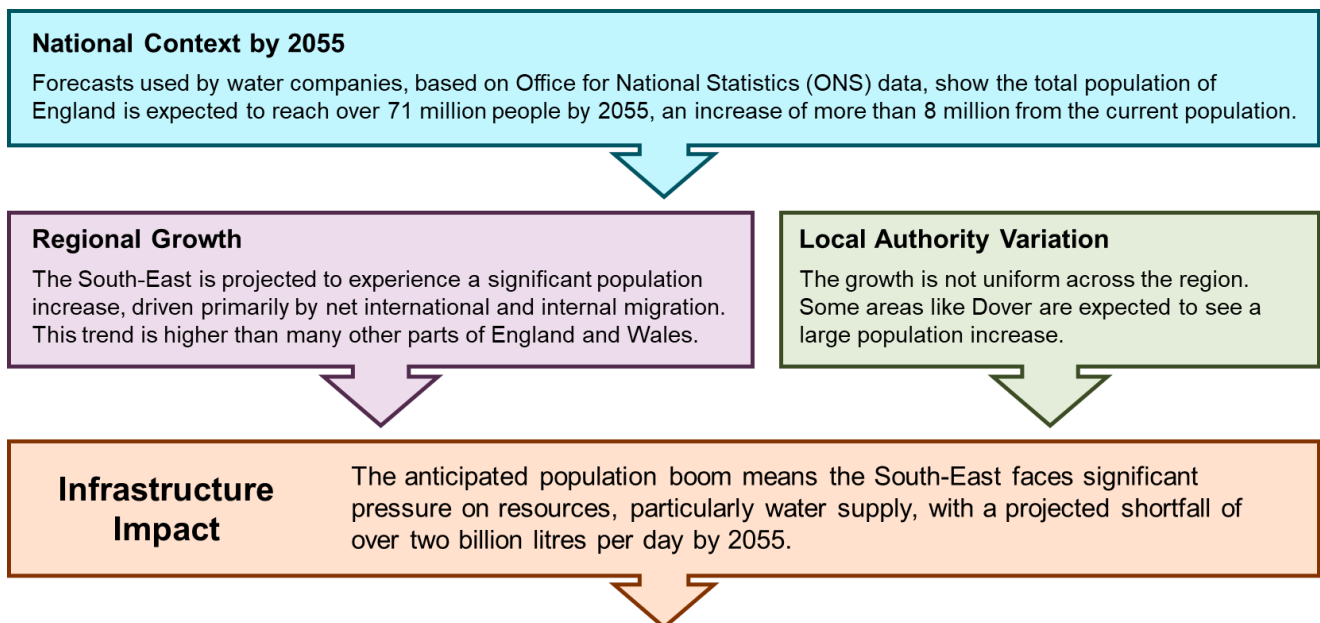 National Context by 2055
Forecasts used by water companies, based on Office for National Statistics (ONS) data, show the total population of
England is expected to reach over 71 million people by 2055, an increase of more than 8 million from the current population.
Regional Growth
The South-East is projected to experience a significant population
increase, driven primarily by net international and internal migration.
This trend is higher than many other parts of England and Wales.
Local Authority Variation
The growth is not uniform across the region.
Some areas like Dover are expected to see a
large population increase.
Infrastructure
Impact
The anticipated population boom means the South-East faces significant
pressure on resources, particularly water supply, with a projected shortfall of
over two billion litres per day by 2055.